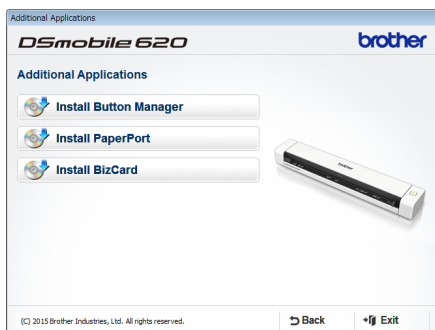 Additional Applications
DSmobile 620
brother
Additional Applications
Install Button Manager
Install PaperPort
Install BizCard
brother
(C) 2015 Brother Industries, Ltd. All rights reserved.
Back
Exit